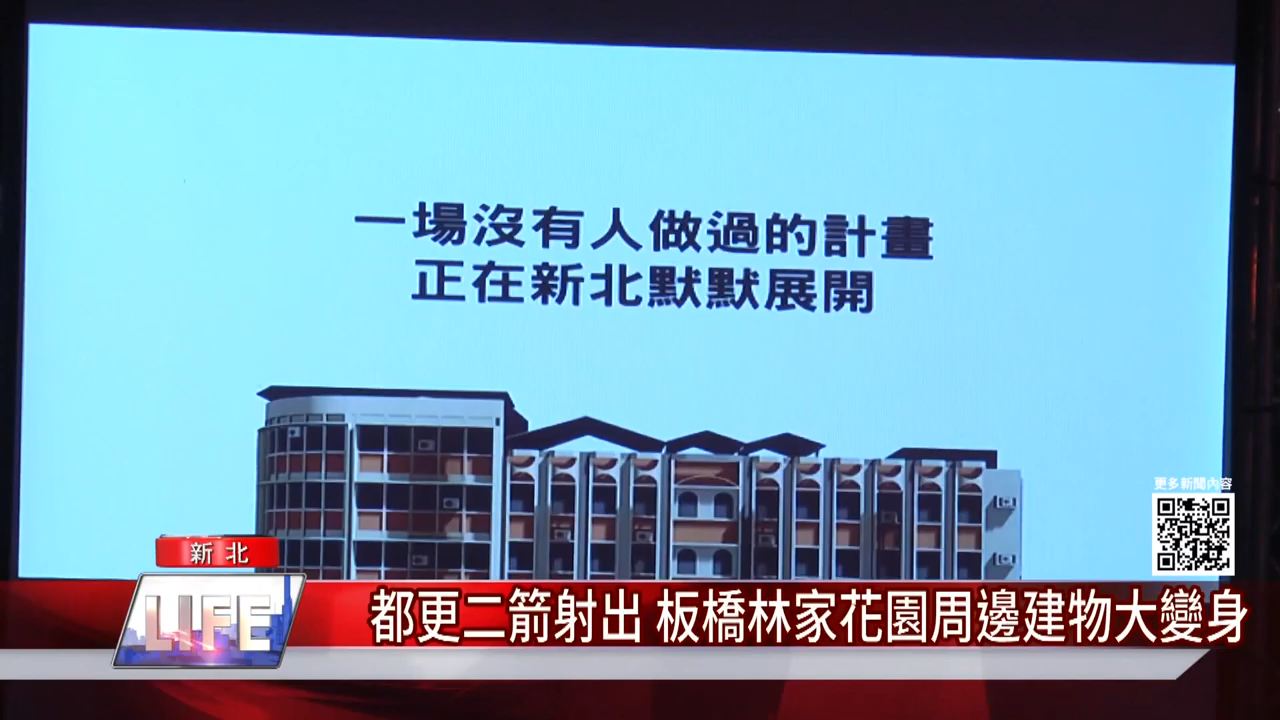 一場沒有人做過的計畫
正在新北默默展開
更多新聞內容
新北
LIFE
都更二箭射出 板橋林家花園周邊建物大變身